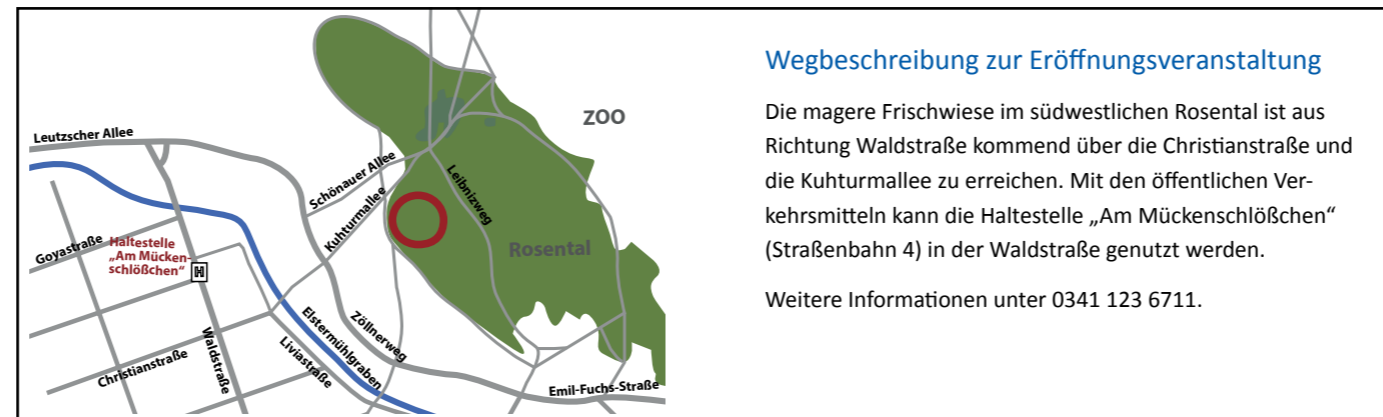 Leutzscher Allee
ZOO
Schönauer Allee
Leibnizweg
Kuhturmallee
Goyastraße
Haltestelle
„Am Mücken-
schlößchen“
H
Rosental
Elstermühlgraben
Zöllnerweg
Liviastraße
Waldstraße
Christianstraße
Emil-Fuchs-Straße
Wegbeschreibung zur Eröffnungsveranstaltung
Die magere Frischwiese im südwestlichen Rosental ist aus
Richtung Waldstraße kommend über die Christianstraße und
die Kuhturmallee zu erreichen. Mit den öffentlichen Ver-
kehrsmitteln kann die Haltestelle „Am Mückenschlößchen“
(Straßenbahn 4) in der Waldstraße genutzt werden.
Weitere Informationen unter 0341 123 6711.